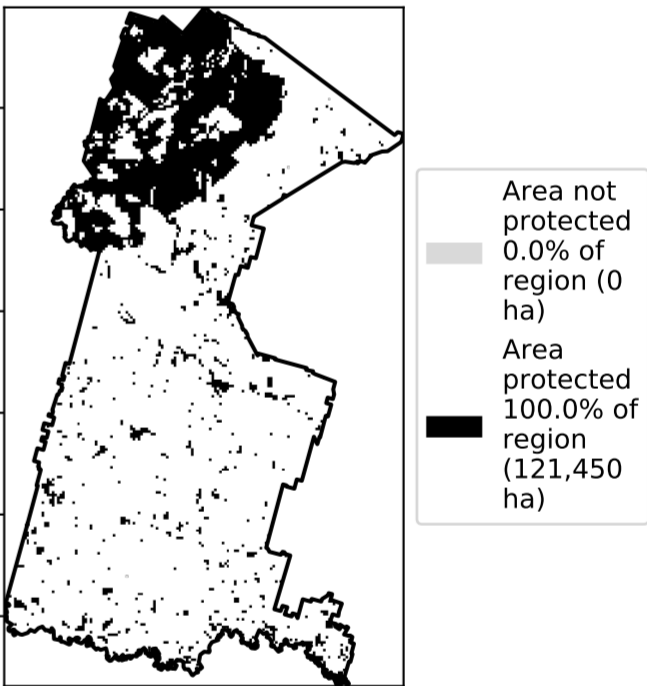 Area not
protected
0.0% of
region (0
ha)
Area
protected
100.0% of
region
(121,450
ha)